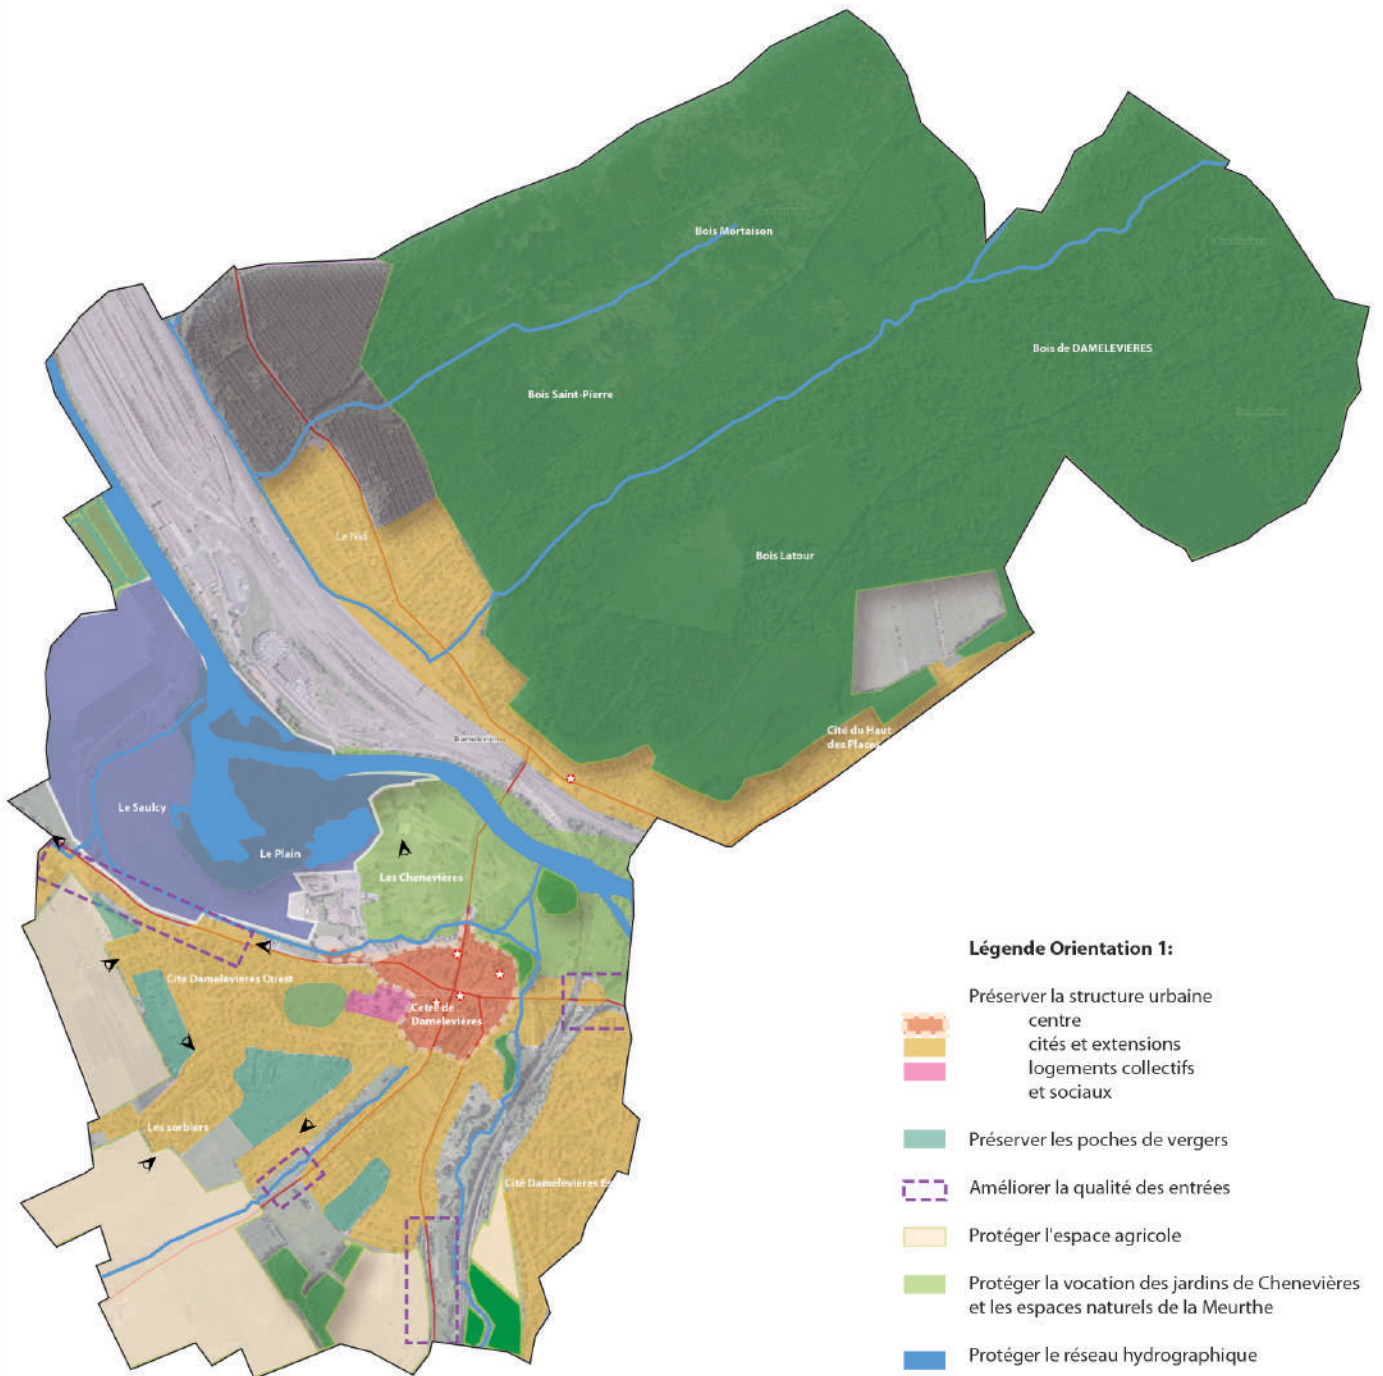 Bois Mortaison
Bois de DAMELEVIERES
Bois Saint-Pierre
Le Nid
Bois Latour
Cité du Haut
des Places
Le Saulcy
Le Plain
Les Chenevières
Cité Damelevières Ouest
Cetre de
Damelevières
Les sorbiers
Cité Damelevières Es
Légende Orientation 1:
Préserver la structure urbaine
centre
cités et extensions
logements collectifs
et sociaux
Préserver les poches de vergers
Améliorer la qualité des entrées
Protéger l'espace agricole
Protéger la vocation des jardins de Chenevières
et les espaces naturels de la Meurthe
Protéger le réseau hydrographique